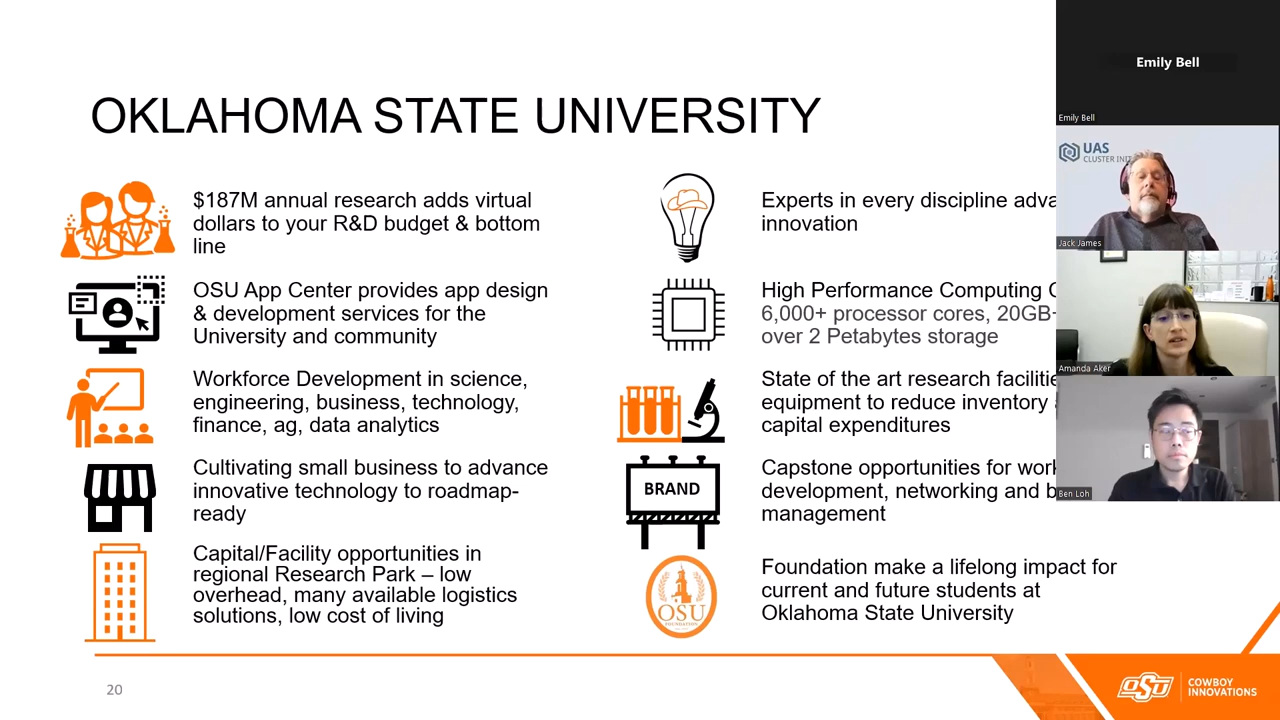 OKLAHOMA STATE UNIVERSITY
$187M annual research adds virtual
dollars to your R&D budget & bottom
line
OSU App Center provides app design
& development services for the
University and community
Workforce Development in science,
engineering, business, technology,
finance, ag, data analytics
Cultivating small business to advance
innovative technology to roadmap-
ready
Capital/Facility opportunities in
regional Research Park – low
overhead, many available logistics
solutions, low cost of living
Experts in every discipline adva
innovation
High Performance Computing
6,000+ processor cores, 20GB
over 2 Petabytes storage
State of the art research facilitie
equipment to reduce inventory
capital expenditures
BRAND
Capstone opportunities for work
development, networking and b
management
OSU
FOUNDATION
Foundation make a lifelong impact for
current and future students at
Oklahoma State University
Emily Bell
Emily Bell
UAS
CLUSTER INIT
Jack James
Amanda Aker
Ben Loh
20
OSU
COWBOY
INNOVATIONS